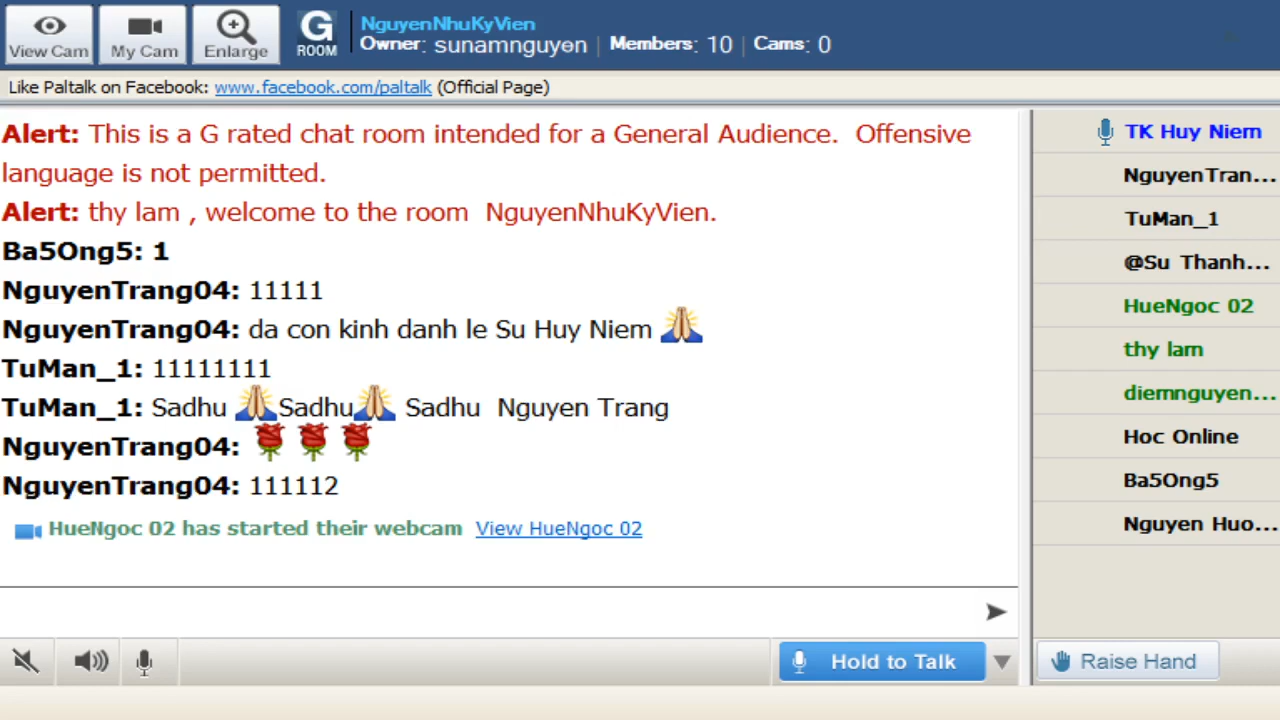 View Cam
My Cam
Enlarge
G
ROOM
NguyenNhuKyVien
Owner: sunamnguyen | Members: 10 | Cams: 0
Like Paltalk on Facebook: www.facebook.com/paltalk (Official Page)
Alert: This is a G rated chat room intended for a General Audience. Offensive
language is not permitted.
Alert: thy lam , welcome to the room NguyenNhuKyVien.
Ba5Ong5: 1
NguyenTrang04: 11111
NguyenTrang04: da con kinh danh le Su Huy Niem 🙏
TuMan_1: 11111111
TuMan_1: Sadhu 🙏Sadhu🙏 Sadhu Nguyen Trang
NguyenTrang04: 🌹🌹🌹
NguyenTrang04: 111112
HueNgoc 02 has started their webcam View HueNgoc 02
TK Huy Niem
NguyenTran...
TuMan_1
@Su Thanh...
HueNgoc 02
thy lam
diemnguyen...
Hoc Online
Ba5Ong5
Nguyen Huo...
Hold to Talk
Raise Hand